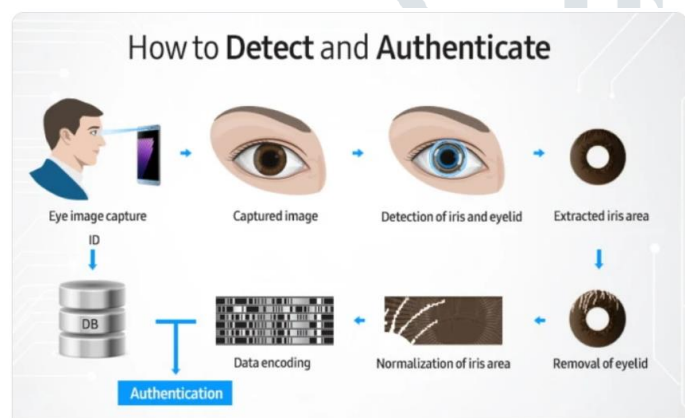 How to Detect and Authenticate
Eye image capture
Captured image
Detection of iris and eyelid
Extracted iris area
ID
DB
Data encoding
Normalization of iris area
Removal of eyelid
Authentication